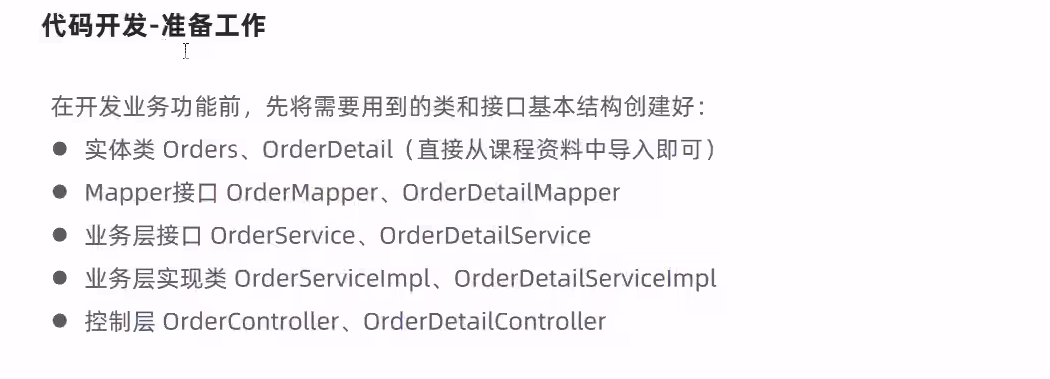 代码开发-准备工作
在开发业务功能前，先将需要用到的类和接口基本结构创建好：
● 实体类 Orders、OrderDetail（直接从课程资料中导入即可）
● Mapper接口 OrderMapper、OrderDetailMapper
● 业务层接口 OrderService、OrderDetailService
● 业务层实现类 OrderServiceImpl、OrderDetailServiceImpl
● 控制层 OrderController、OrderDetailController